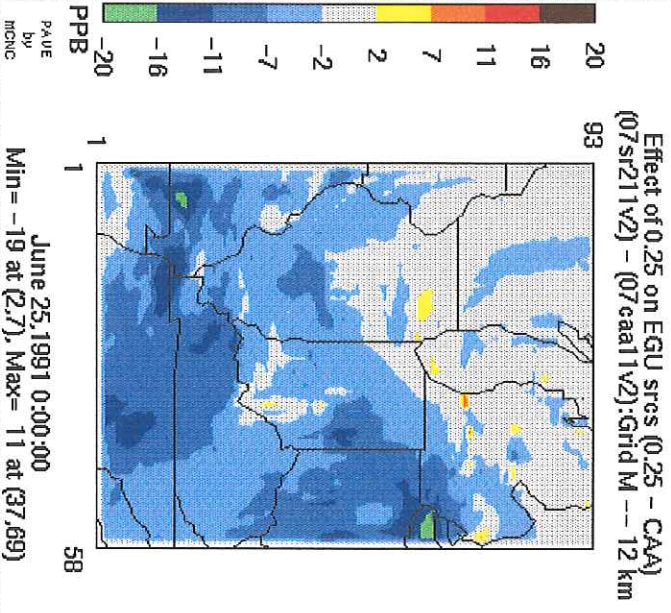 Effect of 0.25 on EGU srcs (0.25 - CAA)
(07sr211v2) - (07caa11v2):Grid M --- 12 km
20
16
11
7
2
-2
-7
-11
-16
-20
PPB
PAVE
by
MCNC
93
1
1
58
June 25,1991 0:00:00
Min= -19 at (2,7), Max= 11 at (37,69)